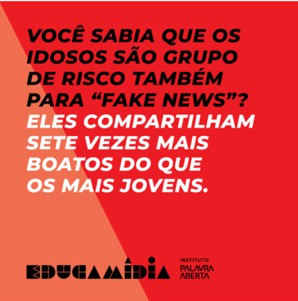 VOCÊ SABIA QUE OS
IDOSOS SÃO GRUPO
DE RISCO TAMBÉM
PARA “FAKE NEWS”?
ELES COMPARTILHAM
SETE VEZES MAIS
BOATOS DO QUE
OS MAIS JOVENS.
EDUCAMÍDIA
INSTITUTO
PALAVRA
ABERTA